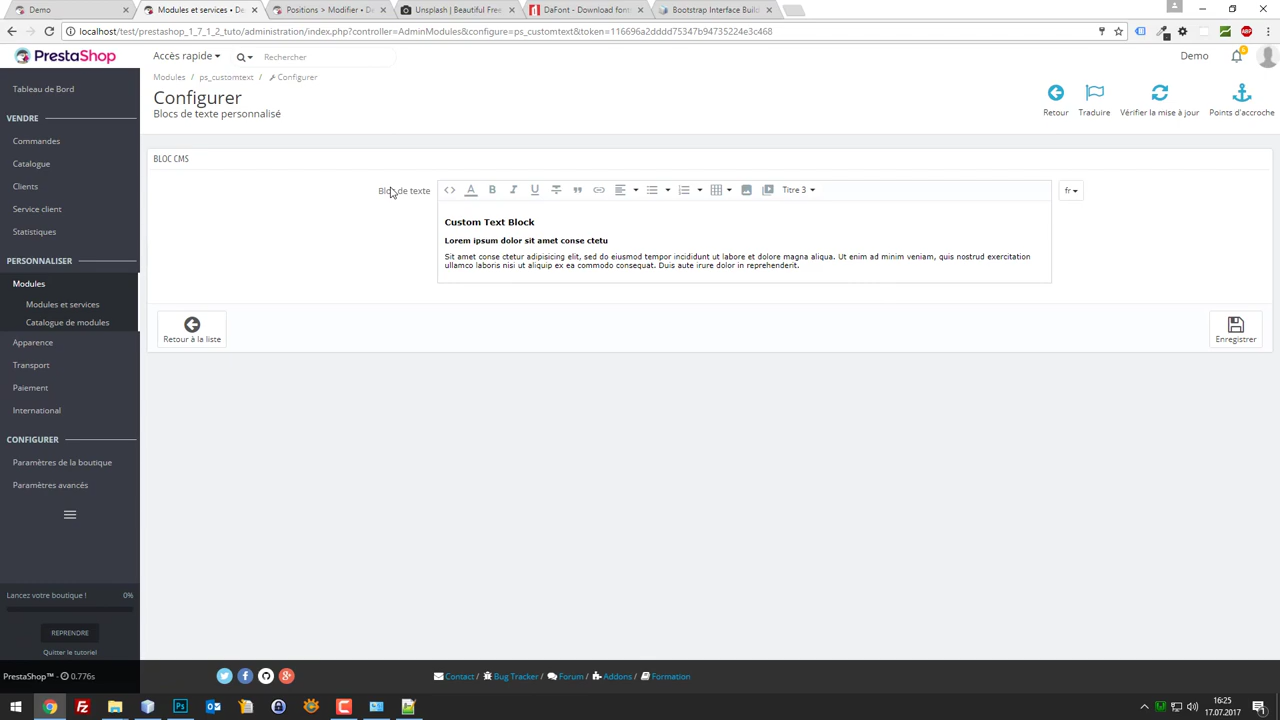 Demo
Modules et services • De
Positions > Modifier • De
Unsplash | Beautiful Free
DaFont - Download font
Bootstrap Interface Build
localhost/test/prestashop_1_7_1_2_tuto/administration/index.php?controller=AdminModules&configure=ps_customtext&token=116696a2dddd75347b94735224e3c468
PrestaShop
Accès rapide
Rechercher
Demo
6
Modules / ps_customtext / Configurer
Configurer
Blocs de texte personnalisé
Retour
Traduire
Vérifier la mise à jour
Points d'accroche
Tableau de Bord
VENDRE
Commandes
Catalogue
Clients
Service client
Statistiques
PERSONNALISER
Modules
Modules et services
Catalogue de modules
Apparence
Transport
Paiement
International
CONFIGURER
Paramètres de la boutique
Paramètres avancés
Lancez votre boutique ! 0%
REPRENDRE
Quitter le tutoriel
PrestaShop™ - 0.776s
BLOC CMS
Bloc de texte
Titre 3
fr
Custom Text Block
Lorem ipsum dolor sit amet conse ctetu
Sit amet conse ctetur adipisicing elit, sed do eiusmod tempor incididunt ut labore et dolore magna aliqua. Ut enim ad minim veniam, quis nostrud exercitation
ullamco laboris nisi ut aliquip ex ea commodo consequat. Duis aute irure dolor in reprehenderit.
Retour à la liste
Enregistrer
Contact / Bug Tracker / Forum / Addons / Formation
16:25
17.07.2017